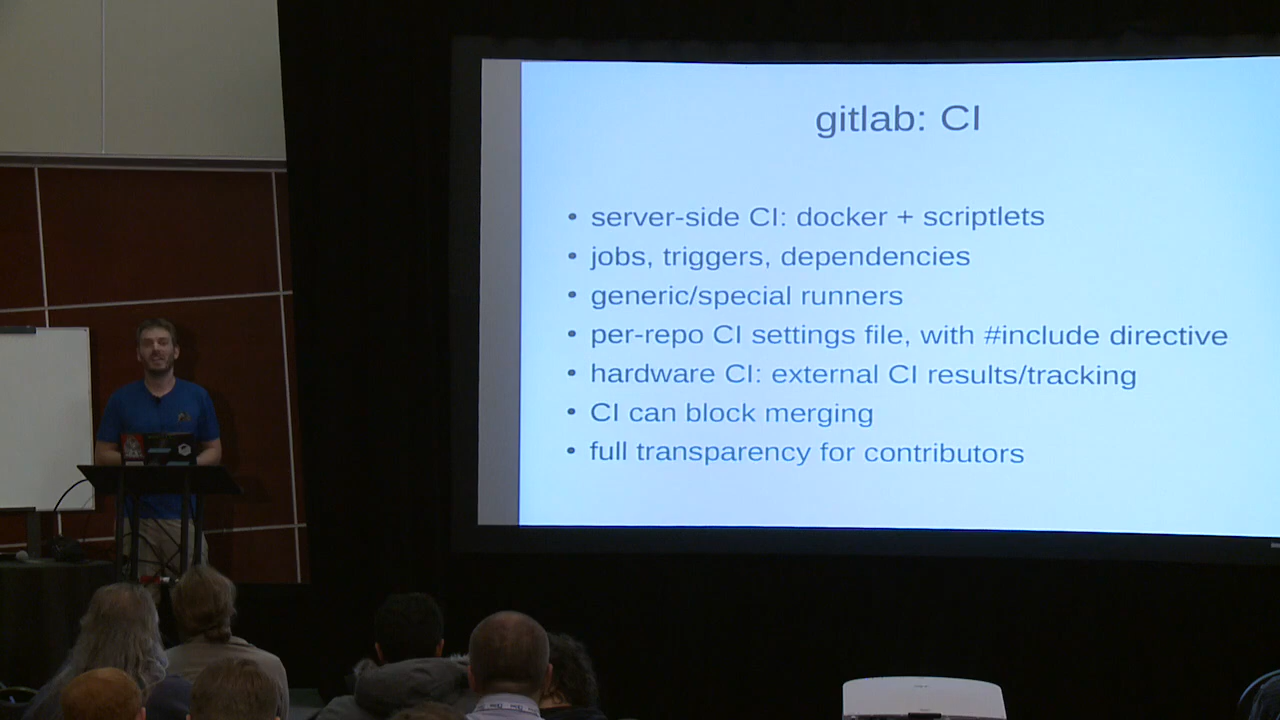 gitlab: CI
• server-side CI: docker + scriptlets
• jobs, triggers, dependencies
• generic/special runners
• per-repo CI settings file, with #include directive
• hardware CI: external CI results/tracking
• CI can block merging
• full transparency for contributors